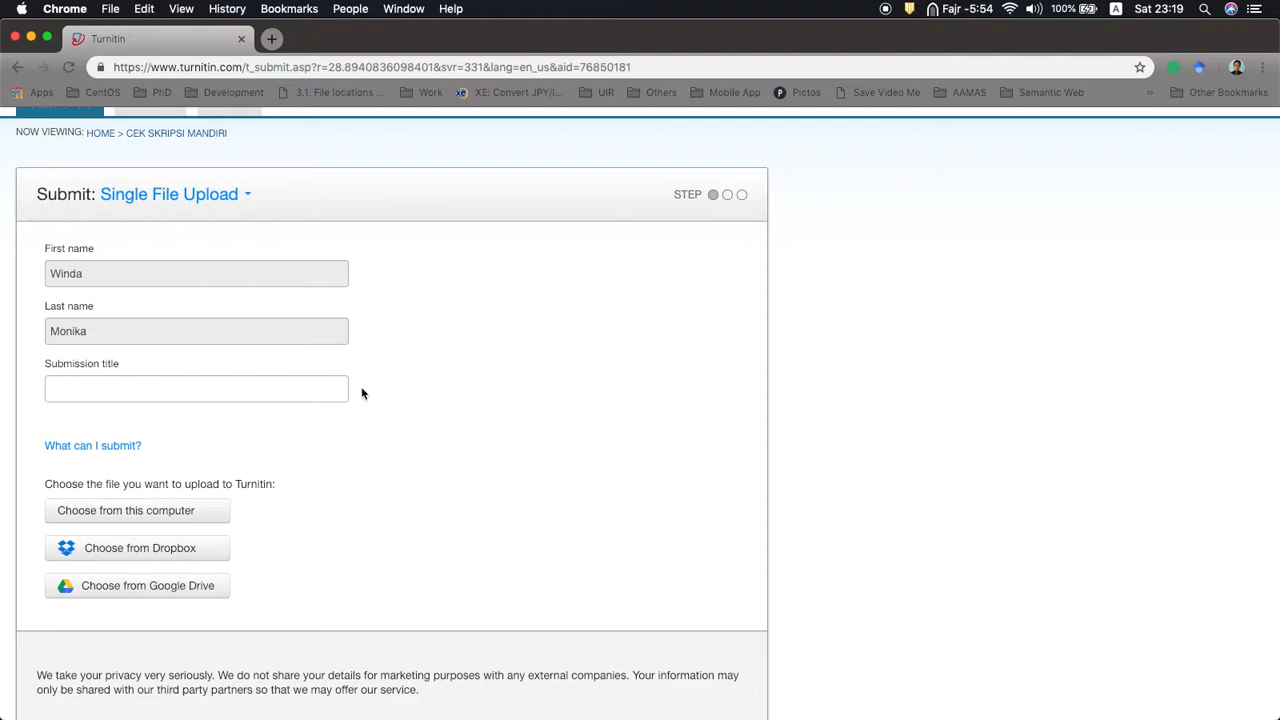 Chrome File Edit View History Bookmarks People Window Help Fajr -5:54 100% A Sat 23:19
Turnitin
https://www.turnitin.com/t_submit.asp?r=28.8940836098401&svr=331&lang=en_us&aid=76850181
Apps CentOS PhD Development 3.1. File locations ... Work XE: Convert JPY/I... UIR Others Mobile App Pictos Save Video Me AAMAS Semantic Web » Other Bookmarks
NOW VIEWING: HOME > CEK SKRIPSI MANDIRI
Submit: Single File Upload
STEP
First name
Winda
Last name
Monika
Submission title
What can I submit?
Choose the file you want to upload to Turnitin:
Choose from this computer
Choose from Dropbox
Choose from Google Drive
We take your privacy very seriously. We do not share your details for marketing purposes with any external companies. Your information may
only be shared with our third party partners so that we may offer our service.